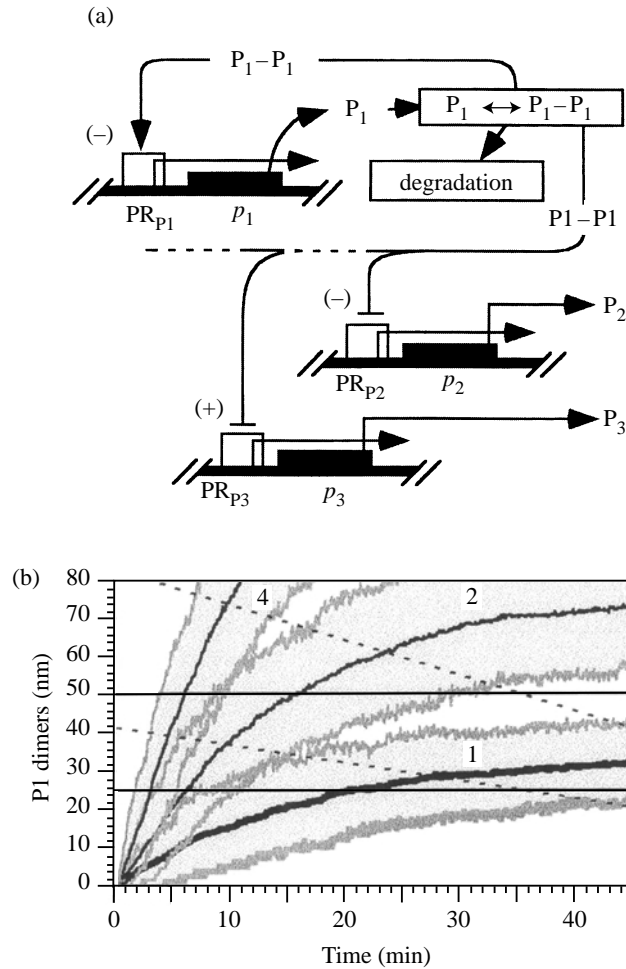 (a)
P1–P1
P1
P1 P1–P1
(–)
degradation
PRP1
p1
P1–P1
(–)
P2
PRP2
p2
(+)
P3
PRP3
p3
(b)
80
70
60
50
40
30
20
10
0
P1 dimers (nm)
4
2
1
0
10
20
30
40
Time (min)